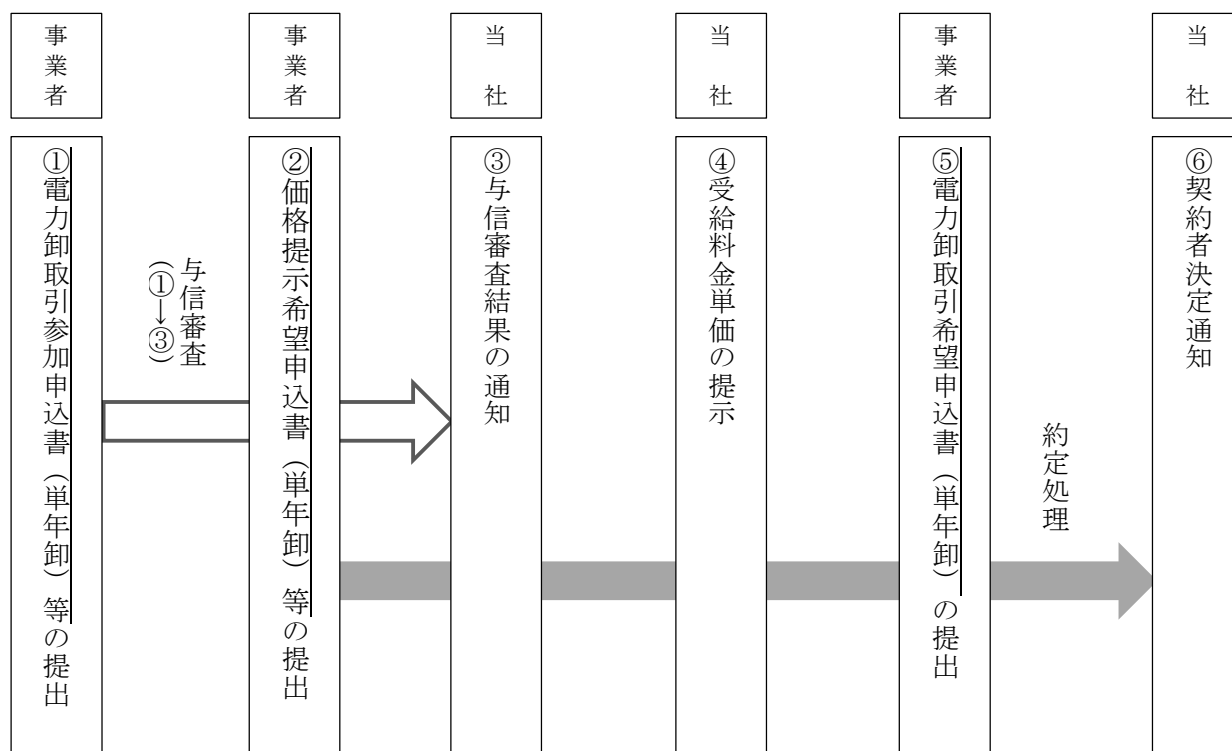 事業者
事業者
当社
当社
事業者
当社
①電力卸取引参加申込書（単年卸）等の提出
与信審査
（①→③）
②価格提示希望申込書（単年卸）等の提出
③与信審査結果の通知
④受給料金単価の提示
⑤電力卸取引希望申込書（単年卸）の提出
約定処理
⑥契約者決定通知